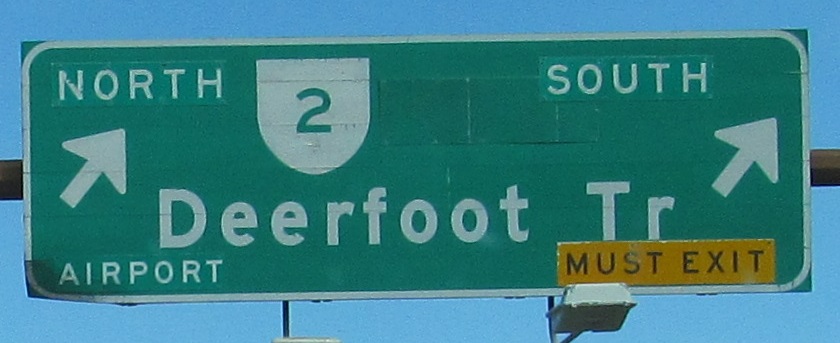 NORTH 2 SOUTH
Deerfoot Tr
AIRPORT MUST EXIT